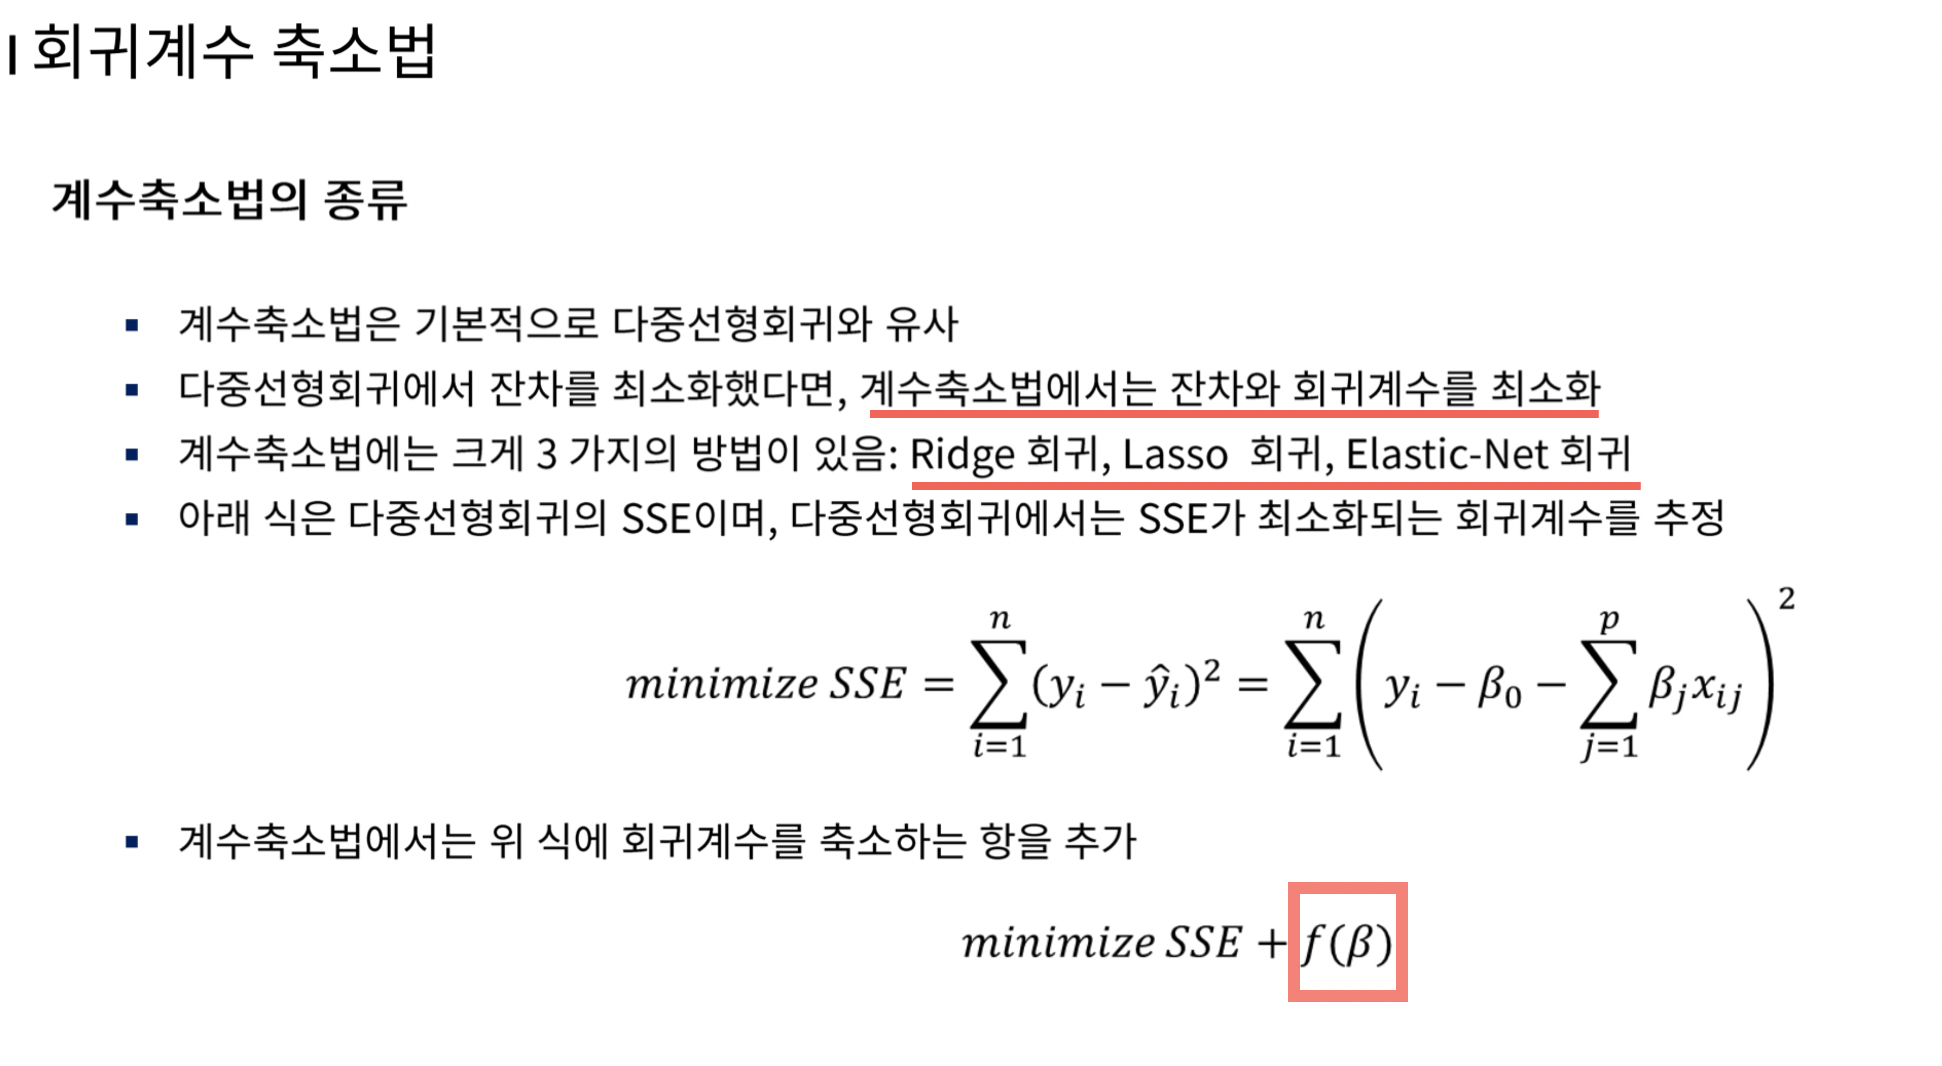 회귀계수 축소법
계수축소법의 종류
▪ 계수축소법은 기본적으로 다중선형회귀와 유사
▪ 다중선형회귀에서 잔차를 최소화했다면, 계수축소법에서는 잔차와 회귀계수를 최소화
▪ 계수축소법에는 크게 3 가지의 방법이 있음: Ridge 회귀, Lasso 회귀, Elastic-Net 회귀
▪ 아래 식은 다중선형회귀의 SSE이며, 다중선형회귀에서는 SSE가 최소화되는 회귀계수를 추정
$minimize\ SSE = \sum_{i=1}^{n}(y_i - \hat{y}_i)^2 = \sum_{i=1}^{n}\left(y_i - \beta_0 - \sum_{j=1}^{p}\beta_j x_{ij}\right)^2$
▪ 계수축소법에서는 위 식에 회귀계수를 축소하는 항을 추가
$minimize\ SSE + f(\beta)$